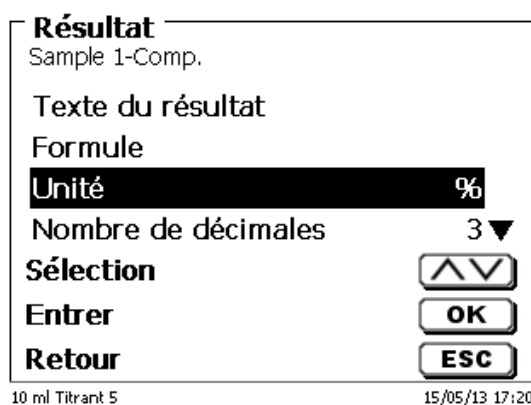 Résultat
Sample 1-Comp.
Texte du résultat
Formule
Unité %
Nombre de décimales 3
Sélection
Entrer OK
Retour ESC
10 ml Titrant 5 15/05/13 17:20